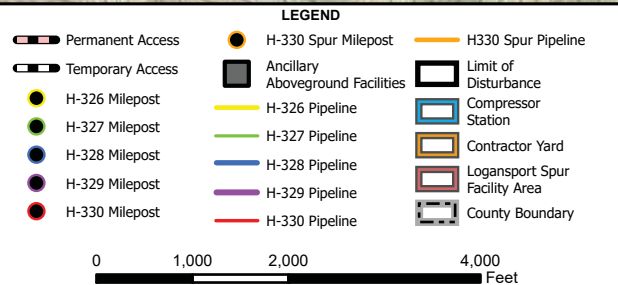 LEGEND
Permanent Access
Temporary Access
H-326 Milepost
H-327 Milepost
H-328 Milepost
H-329 Milepost
H-330 Milepost
H-330 Spur Milepost
Ancillary
Aboveground Facilities
H-326 Pipeline
H-327 Pipeline
H-328 Pipeline
H-329 Pipeline
H-330 Pipeline
H330 Spur Pipeline
Limit of
Disturbance
Compressor
Station
Contractor Yard
Logansport Spur
Facility Area
County Boundary
0 1,000 2,000 4,000
Feet